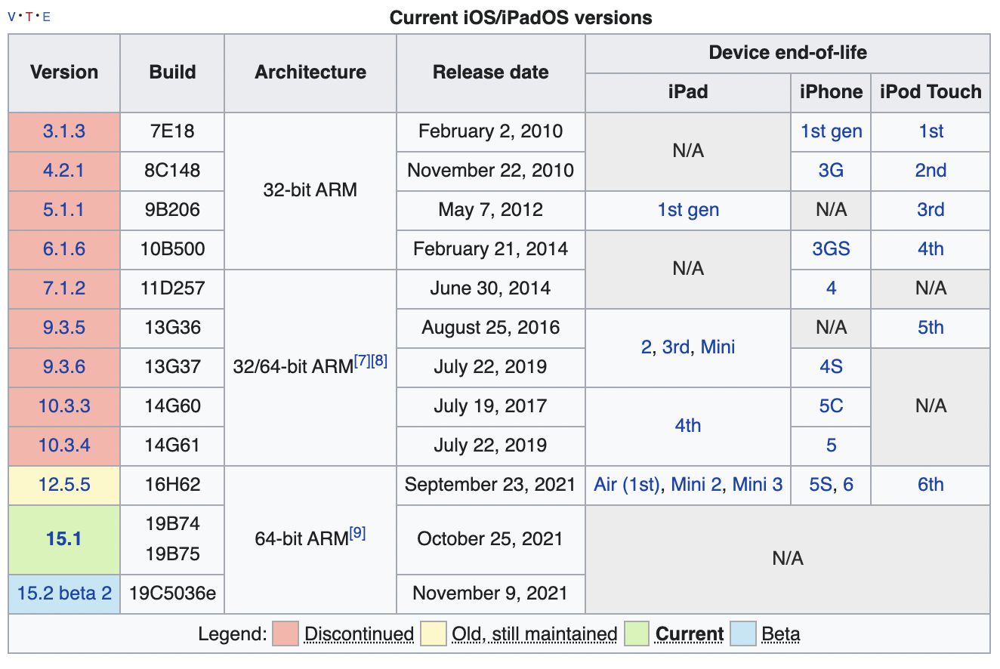 V • T • E
Current iOS/iPadOS versions
Version Build Architecture Release date Device end-of-life
iPad iPhone iPod Touch
3.1.3 7E18 32-bit ARM February 2, 2010 N/A 1st gen 1st
4.2.1 8C148 November 22, 2010 3G 2nd
5.1.1 9B206 May 7, 2012 1st gen N/A 3rd
6.1.6 10B500 February 21, 2014 N/A 3GS 4th
7.1.2 11D257 32/64-bit ARM[7][8] June 30, 2014 4 N/A
9.3.5 13G36 August 25, 2016 2, 3rd, Mini N/A 5th
9.3.6 13G37 July 22, 2019 4S N/A
10.3.3 14G60 July 19, 2017 4th 5C
10.3.4 14G61 July 22, 2019 5
12.5.5 16H62 64-bit ARM[9] September 23, 2021 Air (1st), Mini 2, Mini 3 5S, 6 6th
15.1 19B74 October 25, 2021 N/A
19B75
15.2 beta 2 19C5036e November 9, 2021
Legend: Discontinued Old, still maintained Current Beta